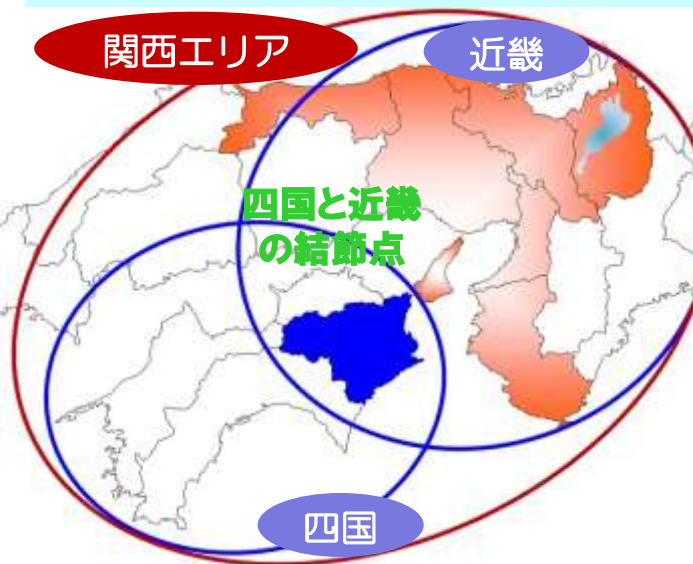 関西エリア
近畿
四国と近畿
の結節点
四国